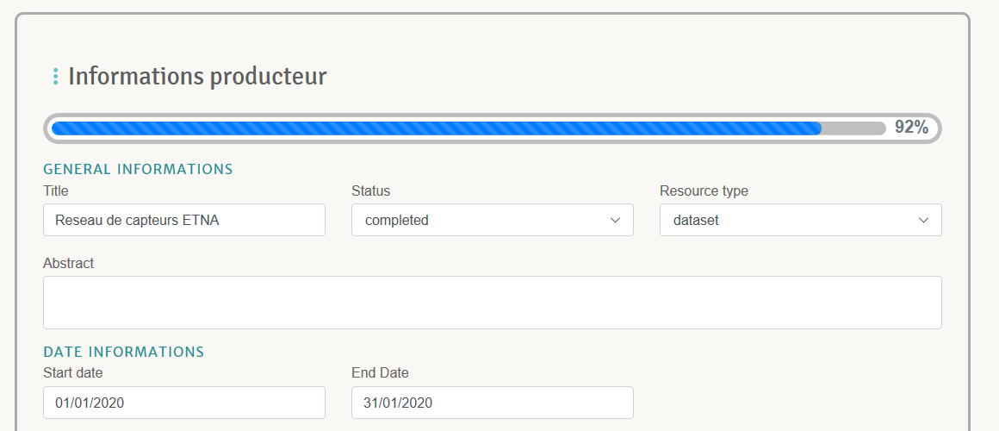 Informations producteur
92%
GENERAL INFORMATIONS
Title Status Resource type
Reseau de capteurs ETNA completed dataset
Abstract
DATE INFORMATIONS
Start date End Date
01/01/2020 31/01/2020